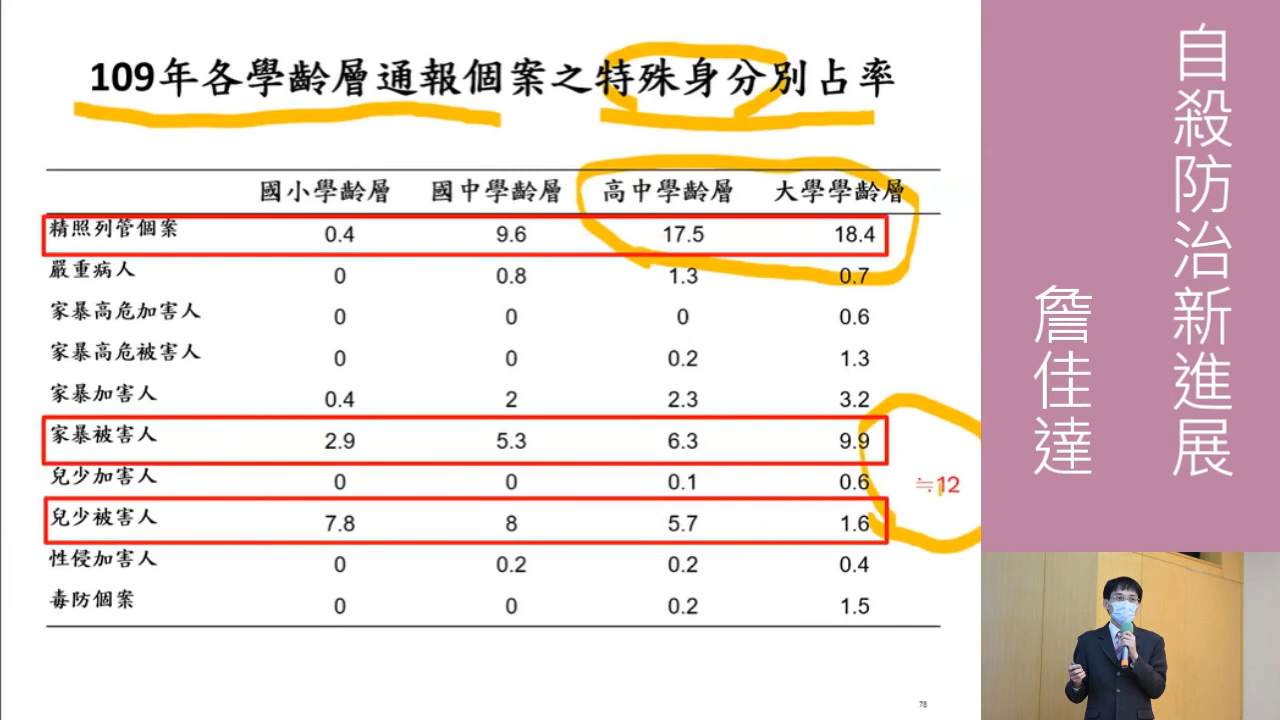 109年各學齡層通報個案之特殊身分別占率
國小學齡層 國中學齡層 高中學齡層 大學學齡層
精照列管個案 0.4 9.6 17.5 18.4
嚴重病人 0 0.8 1.3 0.7
家暴高危加害人 0 0 0 0.6
家暴高危被害人 0 0 0.2 1.3
家暴加害人 0.4 2 2.3 3.2
家暴被害人 2.9 5.3 6.3 9.9
兒少加害人 0 0 0.1 0.6
≒12
兒少被害人 7.8 8 5.7 1.6
性侵加害人 0 0.2 0.2 0.4
毒防個案 0 0 0.2 1.5
78
自殺防治新進展
詹佳達